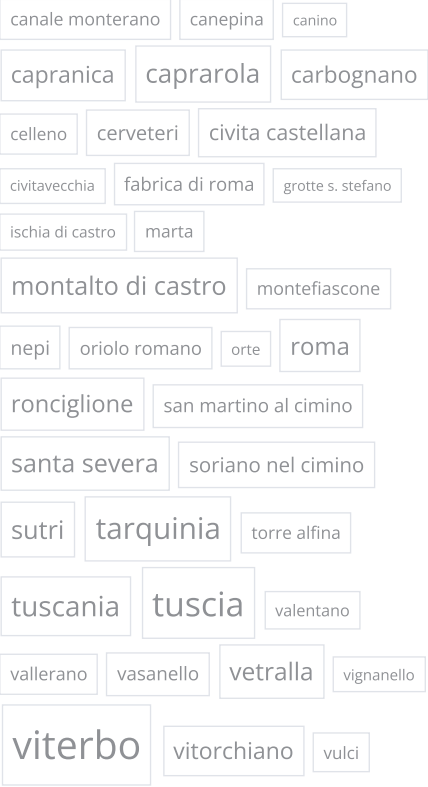 canale monterano canepina canino
capranica caprarola carbognano
celleno cerveteri civita castellana
civitavecchia fabrica di roma grotte s. stefano
ischia di castro marta
montalto di castro montefiascone
nepi oriolo romano orte roma
ronciglione san martino al cimino
santa severa soriano nel cimino
sutri tarquinia torre alfina
tuscania tuscia valentano
vallerano vasanello vetralla vignanello
viterbo vitorchiano vulci